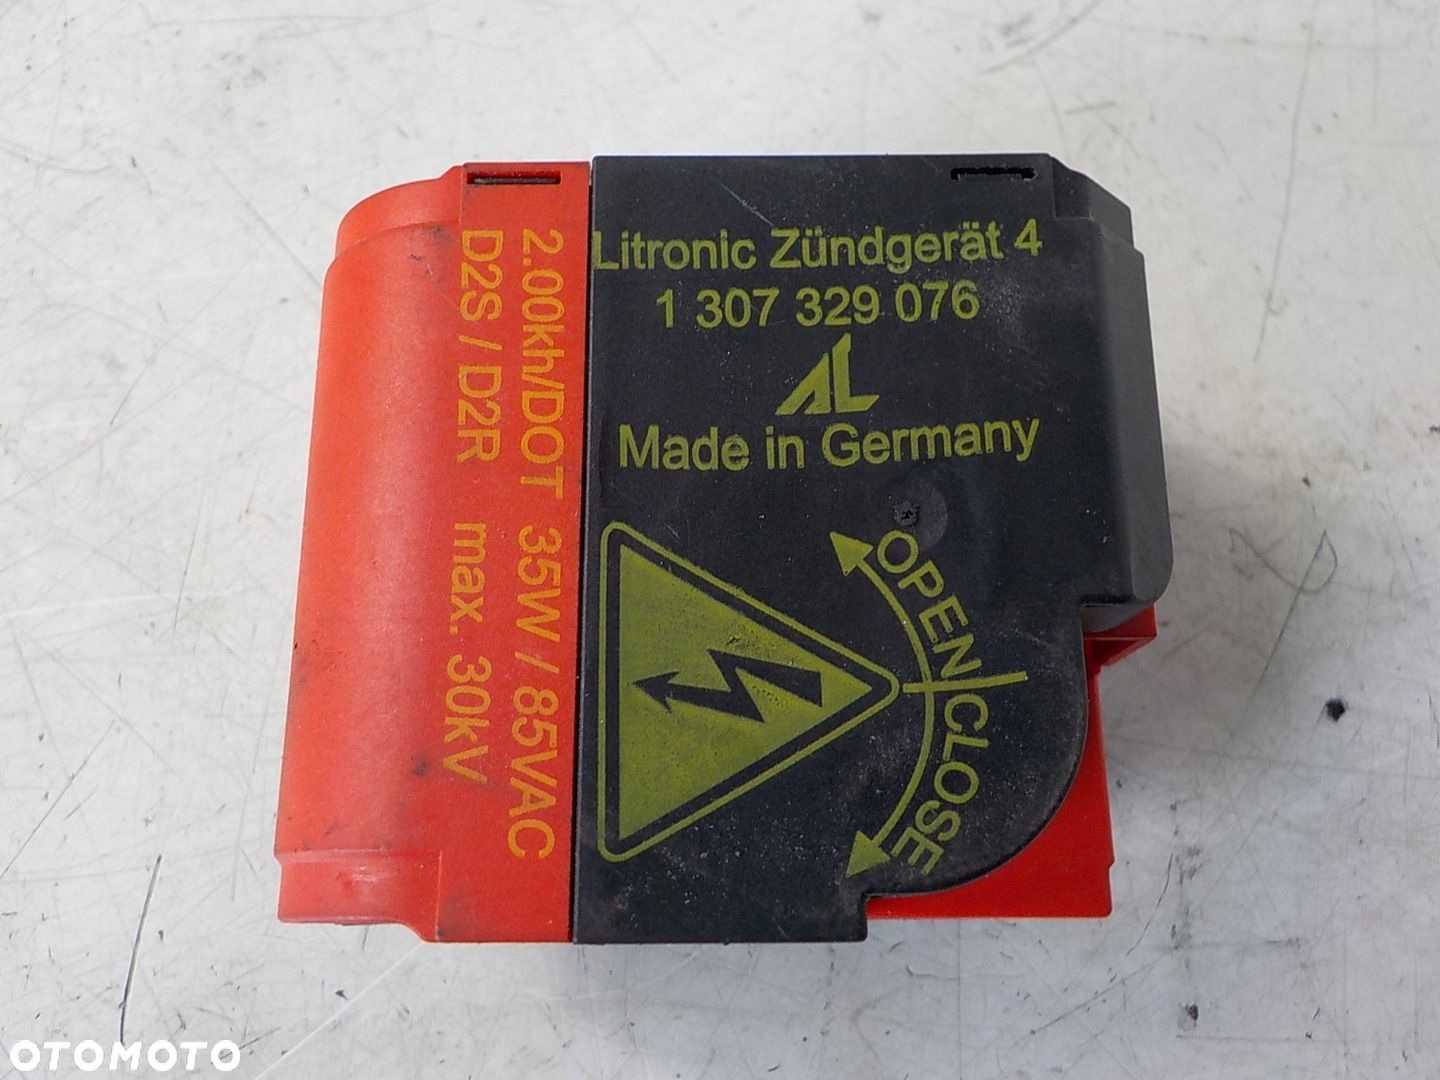 Litronic Zündgerät 4
1 307 329 076
AL
Made in Germany
2.00kh/DOT 35W / 85VAC
D2S / D2R max. 30kV
OPEN CLOSE
OTOMOTO